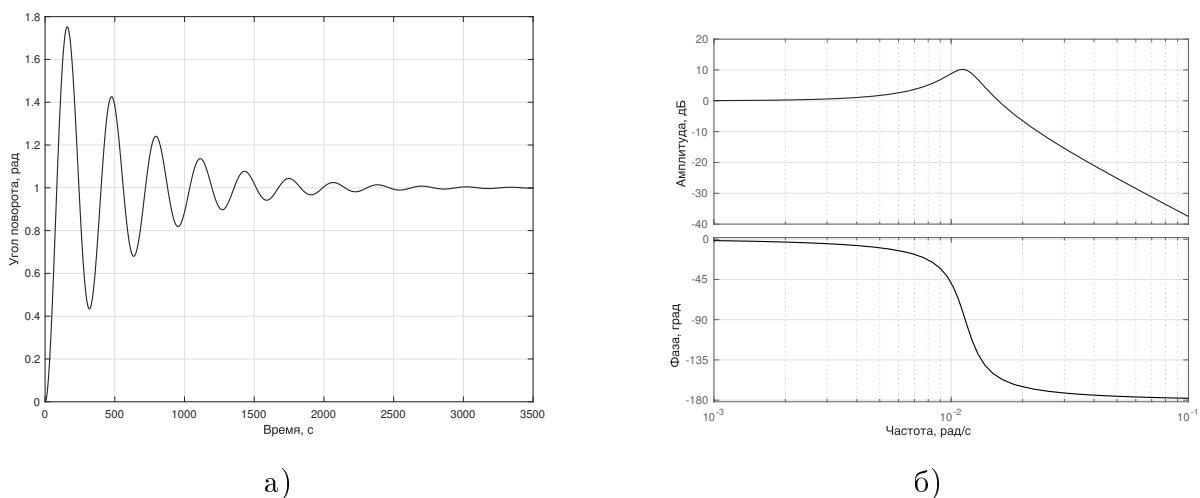 1.8
1.6
1.4
1.2
1
0.8
0.6
0.4
0.2
0
Угол поворота, рад
0 500 1000 1500 2000 2500 3000 3500
Время, с
а)
20
10
0
-10
-20
-30
-40
Амплитуда, дБ
0
-45
-90
-135
-180
Фаза, град
10-3 10-2 10-1
Частота, рад/с
б)